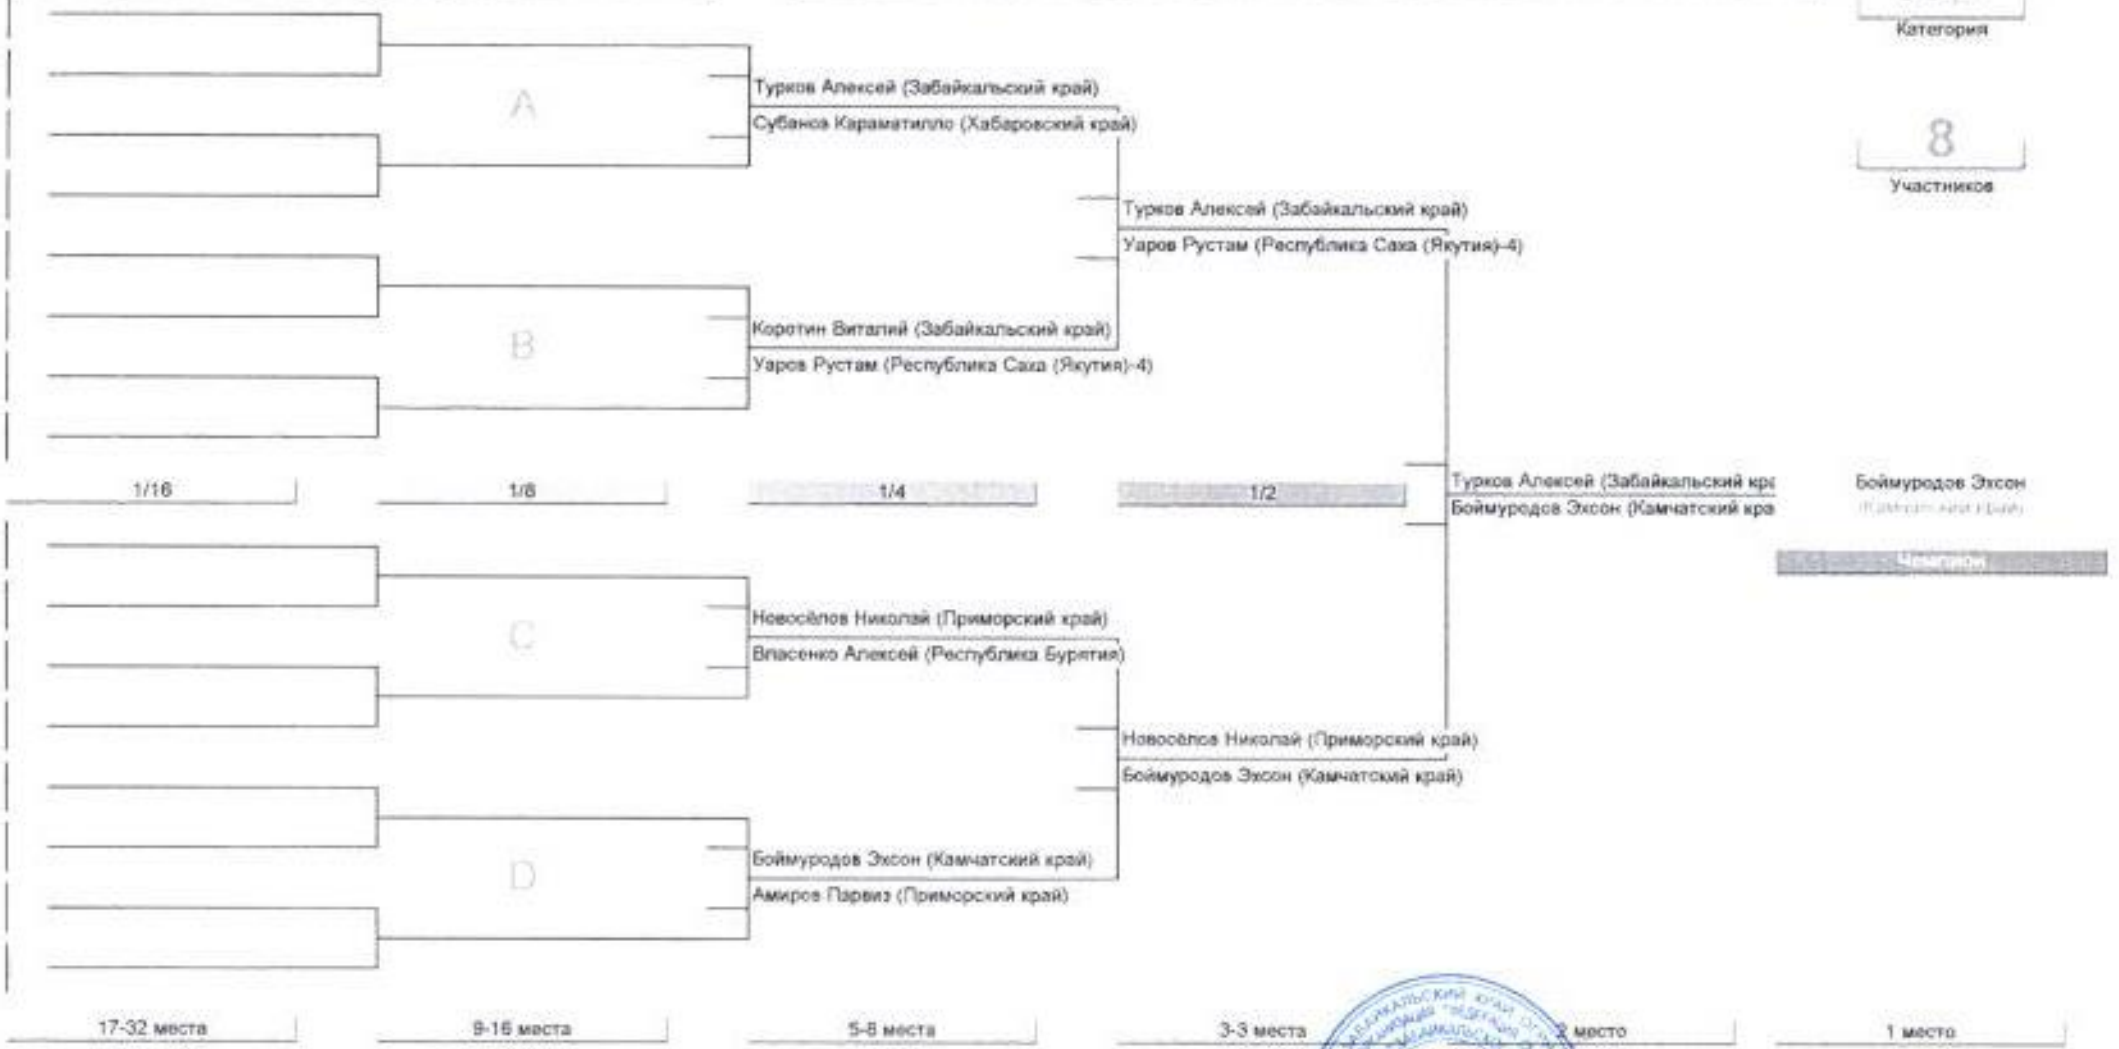 Категория
A
Турков Алексей (Забайкальский край)
Субанов Караматилло (Хабаровский край)
8
Участников
Турков Алексей (Забайкальский край)
Уаров Рустам (Республика Саха (Якутия)-4)
B
Коротин Виталий (Забайкальский край)
Уаров Рустам (Республика Саха (Якутия)-4)
1/16
1/8
1/4
1/2
Турков Алексей (Забайкальский кра
Боймуродов Эхсон (Камчатский кра
Боймуродов Эхсон
(Камчатский край)
Чемпион
C
Новосёлов Николай (Приморский край)
Власенко Алексей (Республика Бурятия)
Новосёлов Николай (Приморский край)
Боймуродов Эхсон (Камчатский край)
D
Боймуродов Эхсон (Камчатский край)
Амиров Парвиз (Приморский край)
17-32 места
9-16 места
5-8 места
3-3 места
2 место
1 место